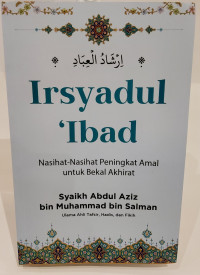 إِرْشَادُ الْعِبَادِ
Irsyadul
‘Ibad
Nasihat-Nasihat Peningkat Amal
untuk Bekal Akhirat
Syaikh Abdul Aziz
bin Muhammad bin Salman
Ulama Ahli Tafsir, Hadis, dan Fikih